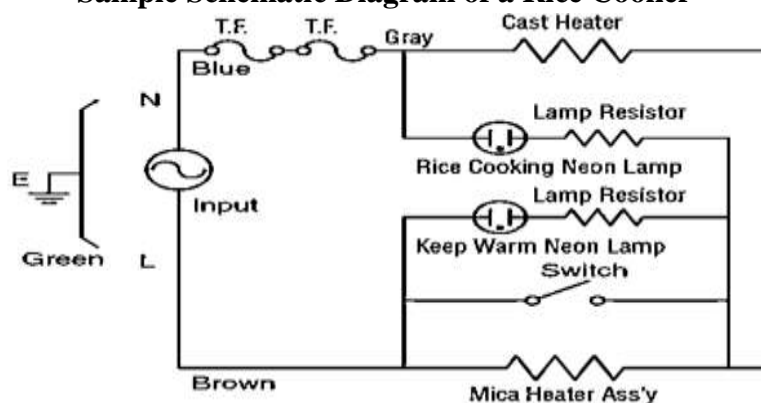 Sample Schematic Diagram of a Rice Cooker
T.F. T.F. Gray Cast Heater
Blue
N
Lamp Resistor
E
Rice Cooking Neon Lamp
Input
Lamp Resistor
Green L
Keep Warm Neon Lamp
Switch
Brown
Mica Heater Ass'y